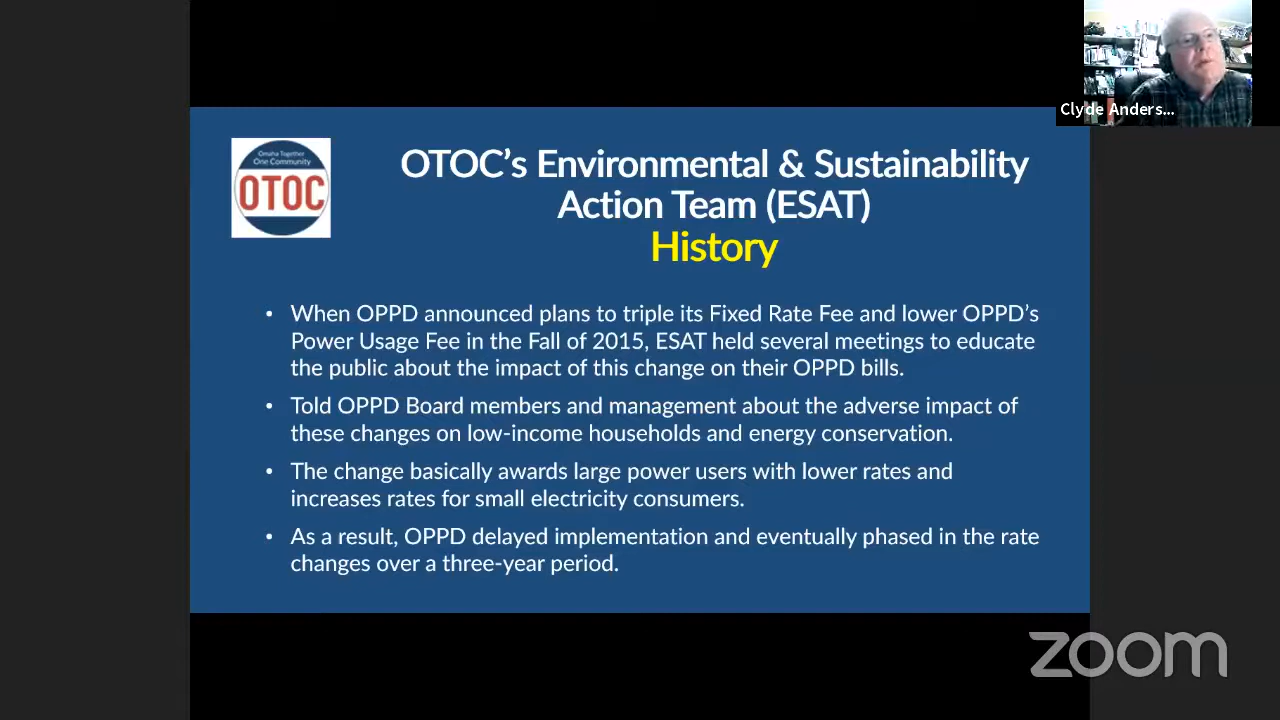 Clyde Anders...
Omaha Together
One Community
OTOC
OTOC's Environmental & Sustainability
Action Team (ESAT)
History
• When OPPD announced plans to triple its Fixed Rate Fee and lower OPPD's
Power Usage Fee in the Fall of 2015, ESAT held several meetings to educate
the public about the impact of this change on their OPPD bills.
• Told OPPD Board members and management about the adverse impact of
these changes on low-income households and energy conservation.
• The change basically awards large power users with lower rates and
increases rates for small electricity consumers.
• As a result, OPPD delayed implementation and eventually phased in the rate
changes over a three-year period.
zoom